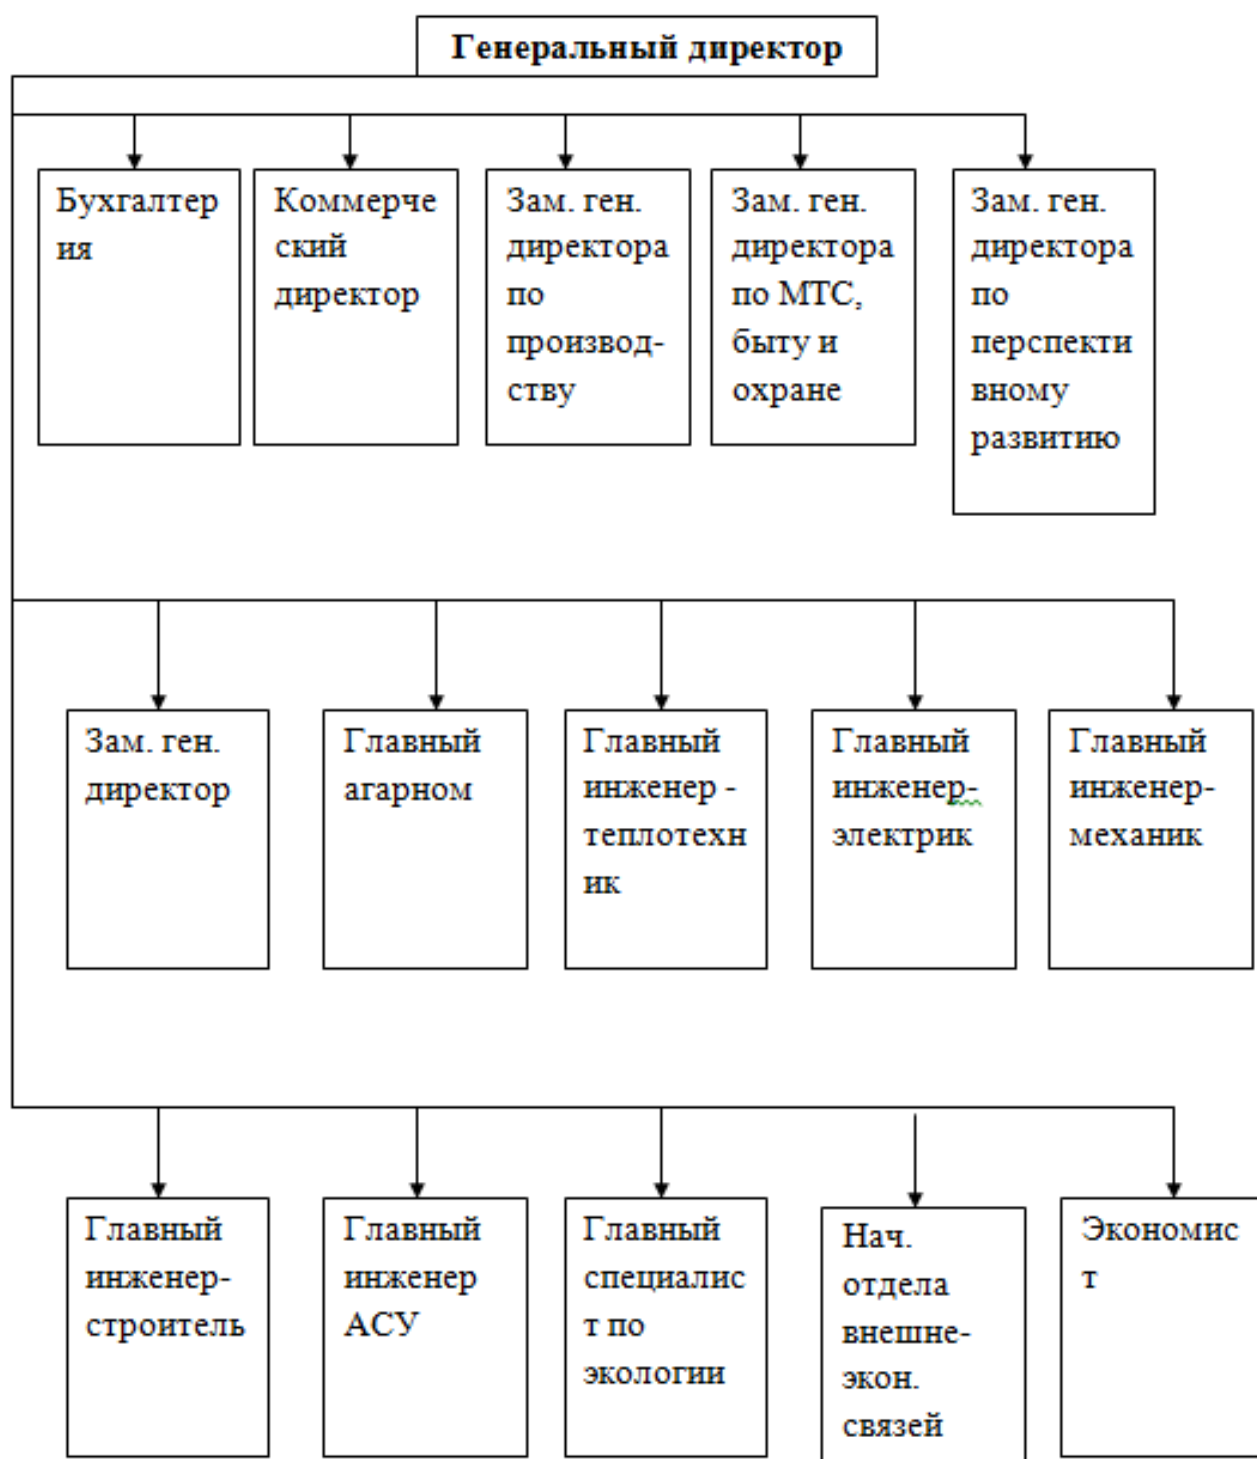 Генеральный директор
Бухгалтер
ия
Коммерче
ский
директор
Зам. ген.
директора
по
производ-
ству
Зам. ген.
директора
по МТС,
быту и
охране
Зам. ген.
директора
по
перспекти
вному
развитию
Зам. ген.
директор
Главный
агарном
Главный
инженер -
теплотехн
ик
Главный
инженер-
электрик
Главный
инженер-
механик
Главный
инженер-
строитель
Главный
инженер
АСУ
Главный
специалис
т по
экологии
Нач.
отдела
внешне-
экон.
связей
Экономис
т